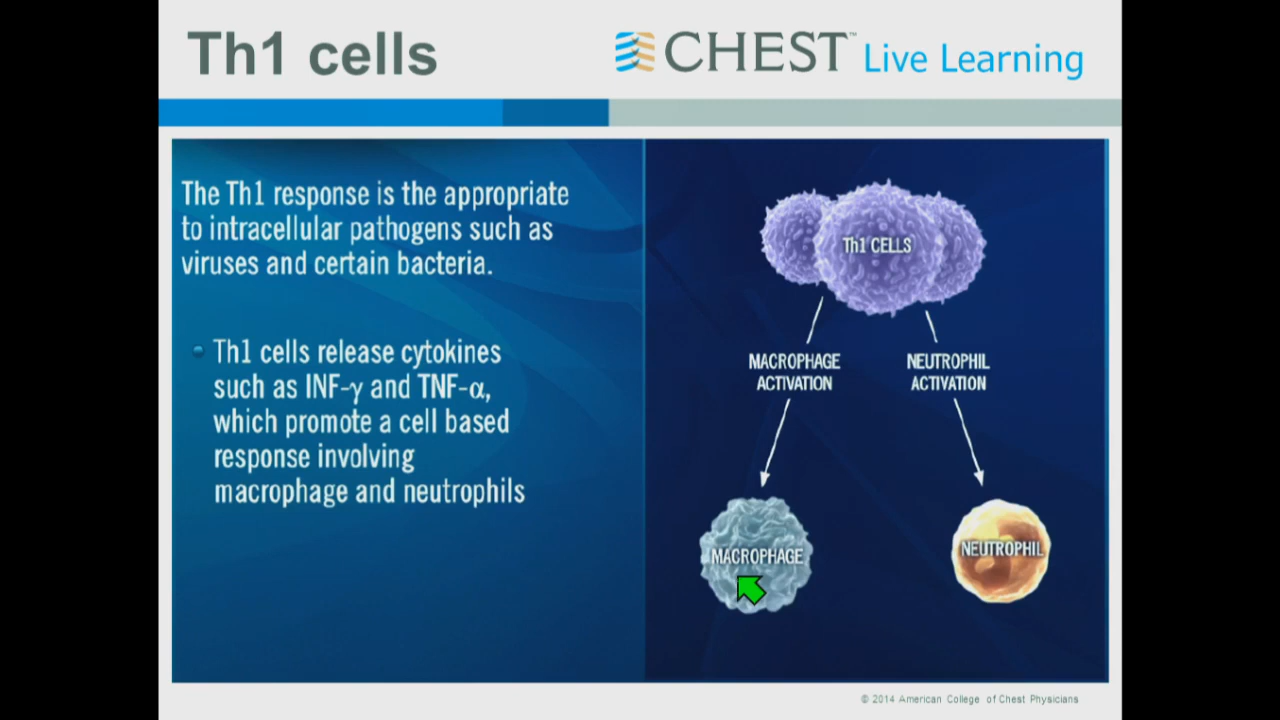 Th1 cells
CHEST™ Live Learning
The Th1 response is the appropriate
to intracellular pathogens such as
viruses and certain bacteria.
Th1 cells release cytokines
such as INF-γ and TNF-α,
which promote a cell based
response involving
macrophage and neutrophils
Th1 CELLS
MACROPHAGE
ACTIVATION
NEUTROPHIL
ACTIVATION
MACROPHAGE
NEUTROPHIL
© 2014 American College of Chest Physicians